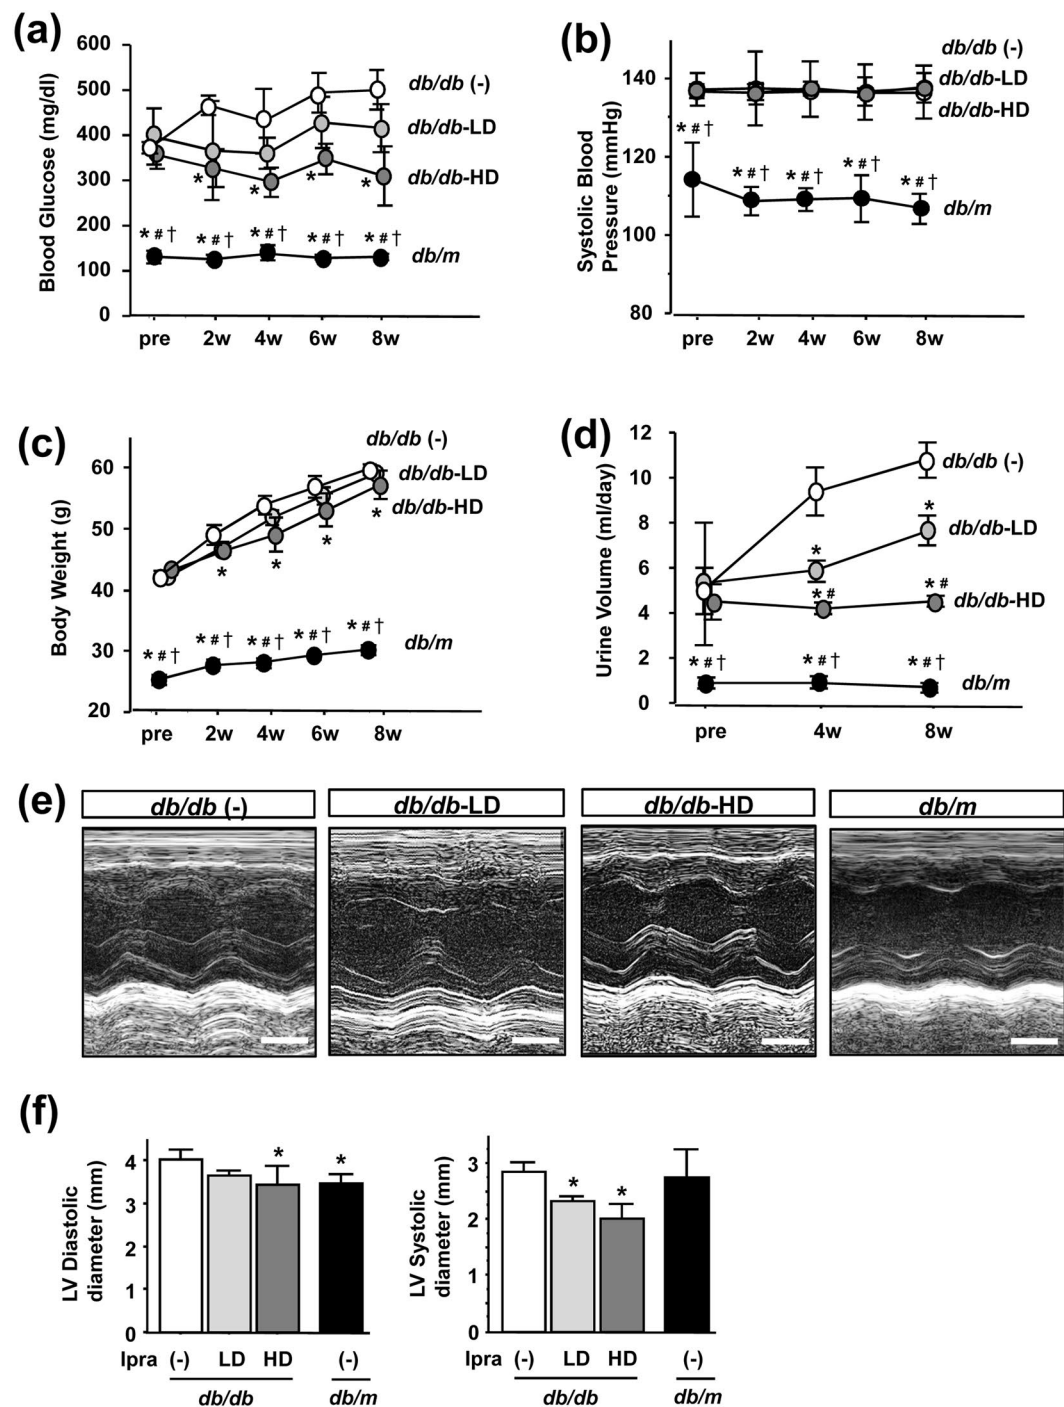 (a)
600
500
400
300
200
100
0
Blood Glucose (mg/dl)
db/db (-)
db/db-LD
db/db-HD
db/m
* * * *
*#† *#† *#† *#† *#†
pre 2w 4w 6w 8w
(b)
140
120
100
80
Systolic Blood
Pressure (mmHg)
db/db (-)
db/db-LD
db/db-HD
db/m
*#† *#† *#† *#† *#†
pre 2w 4w 6w 8w
(c)
60
50
40
30
20
Body Weight (g)
db/db (-)
db/db-LD
db/db-HD
db/m
* * * *
*#† *#† *#† *#† *#†
pre 2w 4w 6w 8w
(d)
12
10
8
6
4
2
0
Urine Volume (ml/day)
db/db (-)
db/db-LD
db/db-HD
db/m
* *
*# *#
*#† *#† *#†
pre 4w 8w
(e)
db/db (-) db/db-LD db/db-HD db/m
(f)
4
3
2
1
0
LV Diastolic
diameter (mm)
* *
Ipra (-) LD HD (-)
db/db db/m
3
2
1
0
LV Systolic
diameter (mm)
* *
Ipra (-) LD HD (-)
db/db db/m